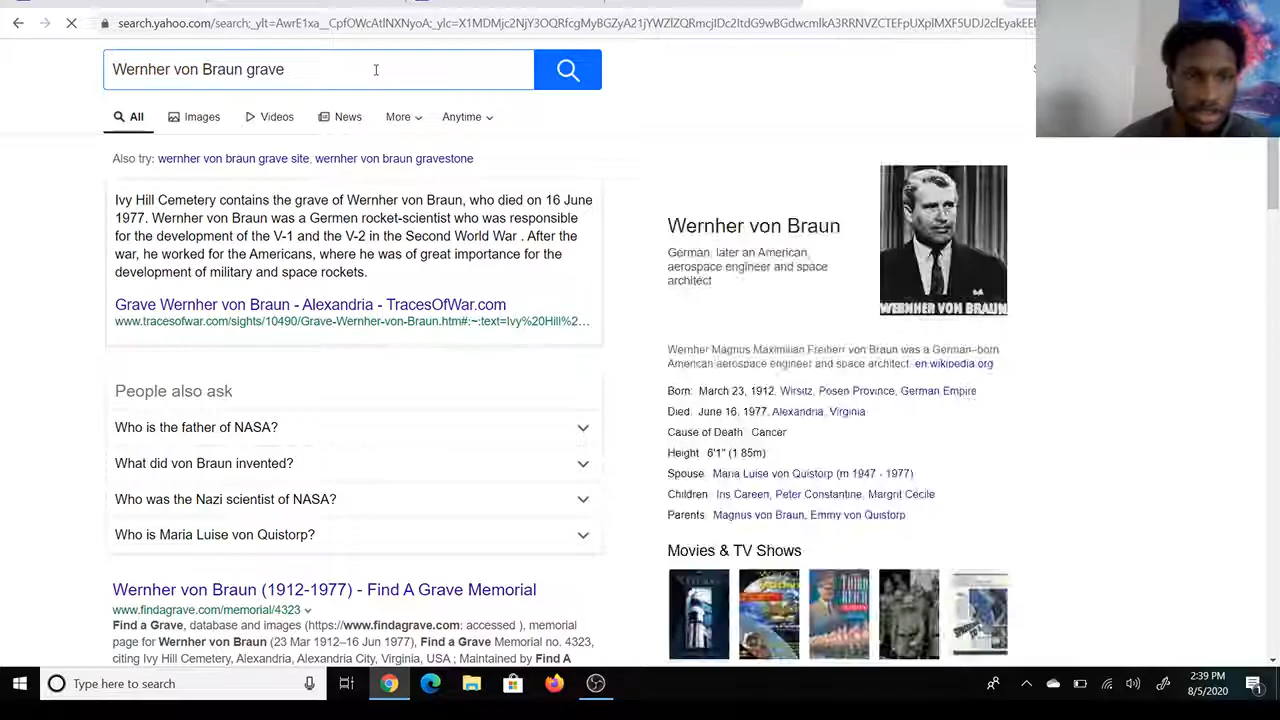 search.yahoo.com/search;_ylt=AwrE1xa__CpfOWcAtlNXNyoA;_ylc=
Wernher von Braun grave
All Images Videos News More Anytime
Also try: wernher von braun grave site, wernher von braun gravestone
Ivy Hill Cemetery contains the grave of Wernher von Braun, who died on 16 June
1977. Wernher von Braun was a Germen rocket-scientist who was responsible
for the development of the V-1 and the V-2 in the Second World War . After the
war, he worked for the Americans, where he was of great importance for the
development of military and space rockets.
Grave Wernher von Braun - Alexandria - TracesOfWar.com
www.tracesofwar.com/sights/10490/Grave-Wernher-von-Braun.htm#:~:text=Ivy%20Hill%2...
People also ask
Who is the father of NASA?
What did von Braun invented?
Who was the Nazi scientist of NASA?
Who is Maria Luise von Quistorp?
Wernher von Braun (1912-1977) - Find A Grave Memorial
www.findagrave.com/memorial/4323
Find a Grave, database and images (https://www.findagrave.com: accessed ), memorial
page for Wernher von Braun (23 Mar 1912–16 Jun 1977), Find a Grave Memorial no. 4323,
citing Ivy Hill Cemetery, Alexandria, Alexandria City, Virginia, USA ; Maintained by Find A
Wernher von Braun
German, later an American
aerospace engineer and space
architect
WERNHER VON BRAUN
Wernher Magnus Maximilian Freiherr von Braun was a German–born
American aerospace engineer and space architect. en.wikipedia.org
Born: March 23, 1912, Wirsitz, Posen Province, German Empire
Died: June 16, 1977, Alexandria, Virginia
Cause of Death Cancer
Height 6'1" (1.85m)
Spouse Maria Luise von Quistorp (m 1947 - 1977)
Children Iris Careen, Peter Constantine, Margrit Cécile
Parents Magnus von Braun, Emmy von Quistorp
Movies & TV Shows
Type here to search
2:39 PM
8/5/2020
1